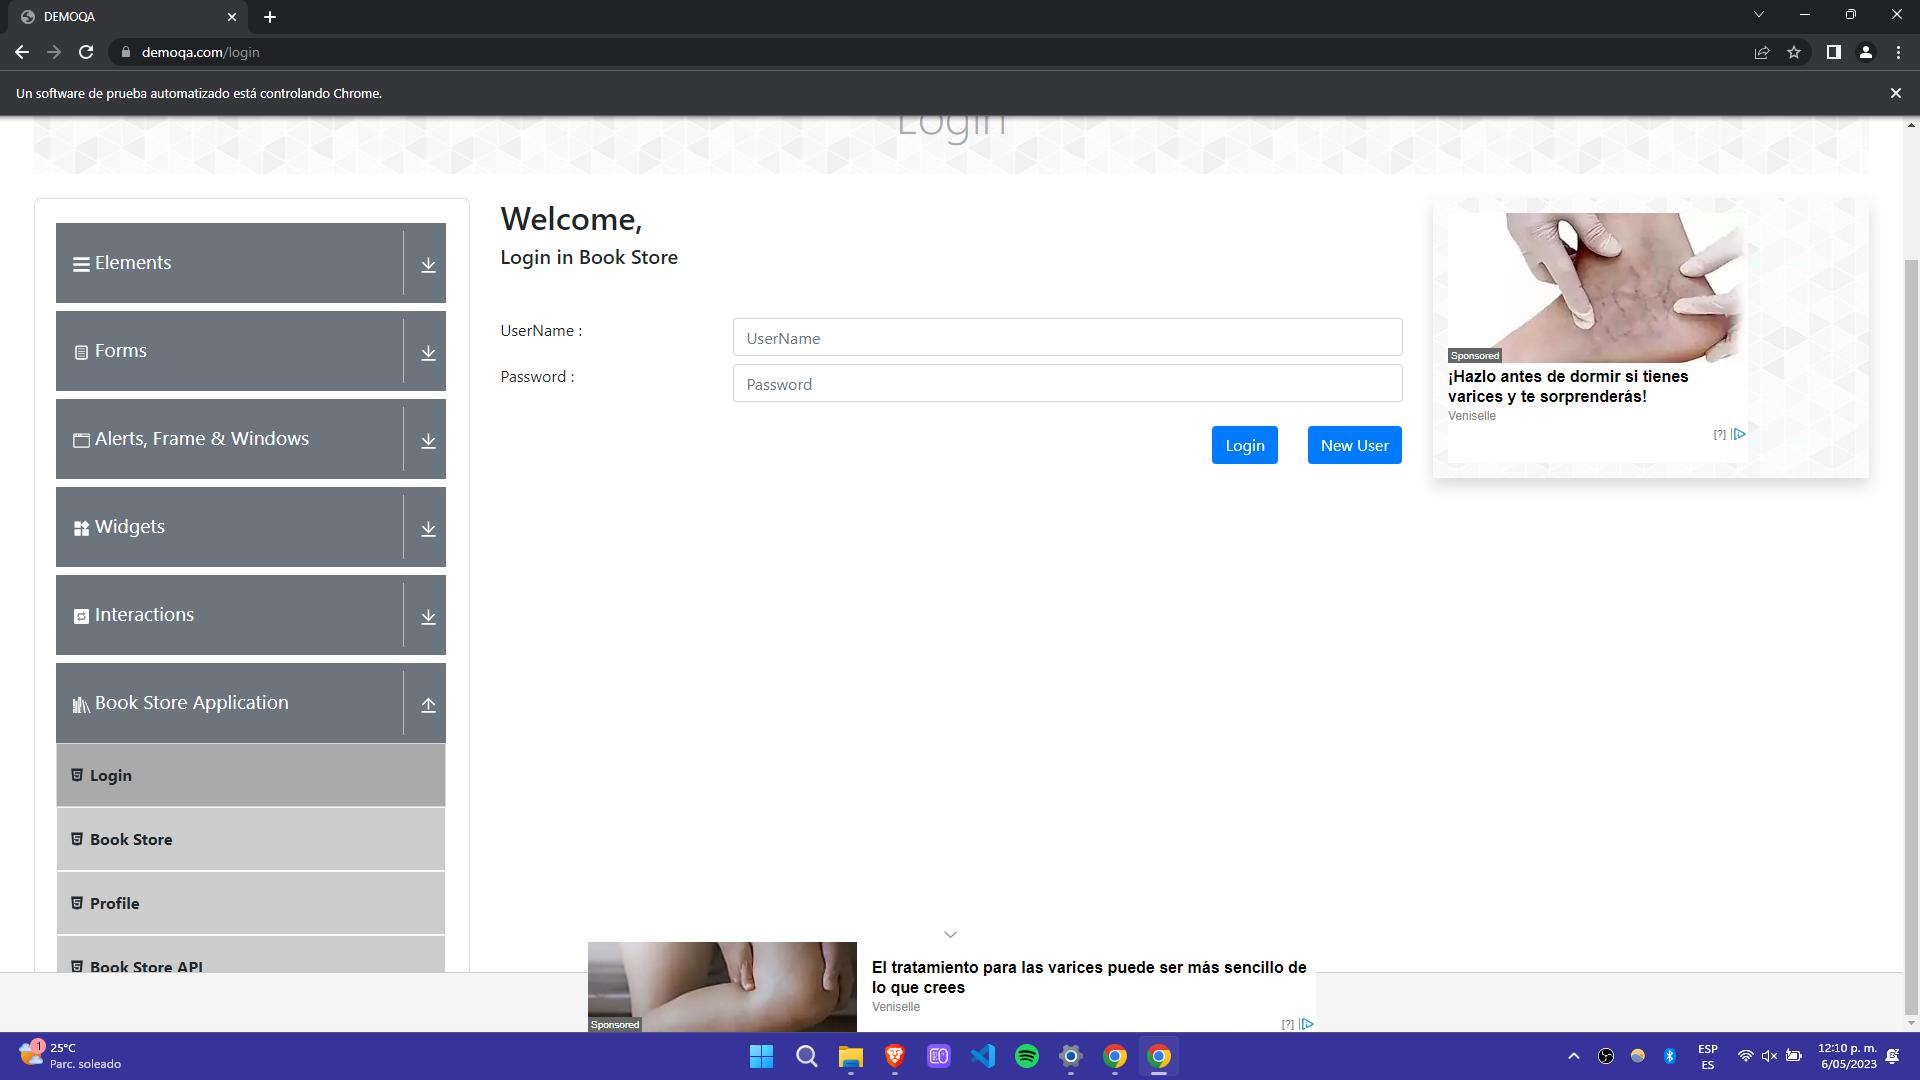 DEMOQA
demoqa.com/login
Un software de prueba automatizado está controlando Chrome.
Login
Elements
Forms
Alerts, Frame & Windows
Widgets
Interactions
Book Store Application
Login
Book Store
Profile
Book Store API
Welcome,
Login in Book Store
UserName :
UserName
Password :
Password
Login
New User
Sponsored
¡Hazlo antes de dormir si tienes
varices y te sorprenderás!
Veniselle
[?]
Sponsored
El tratamiento para las varices puede ser más sencillo de
lo que crees
Veniselle
[?]
1
25°C
Parc. soleado
ESP
ES
12:10 p. m.
6/05/2023